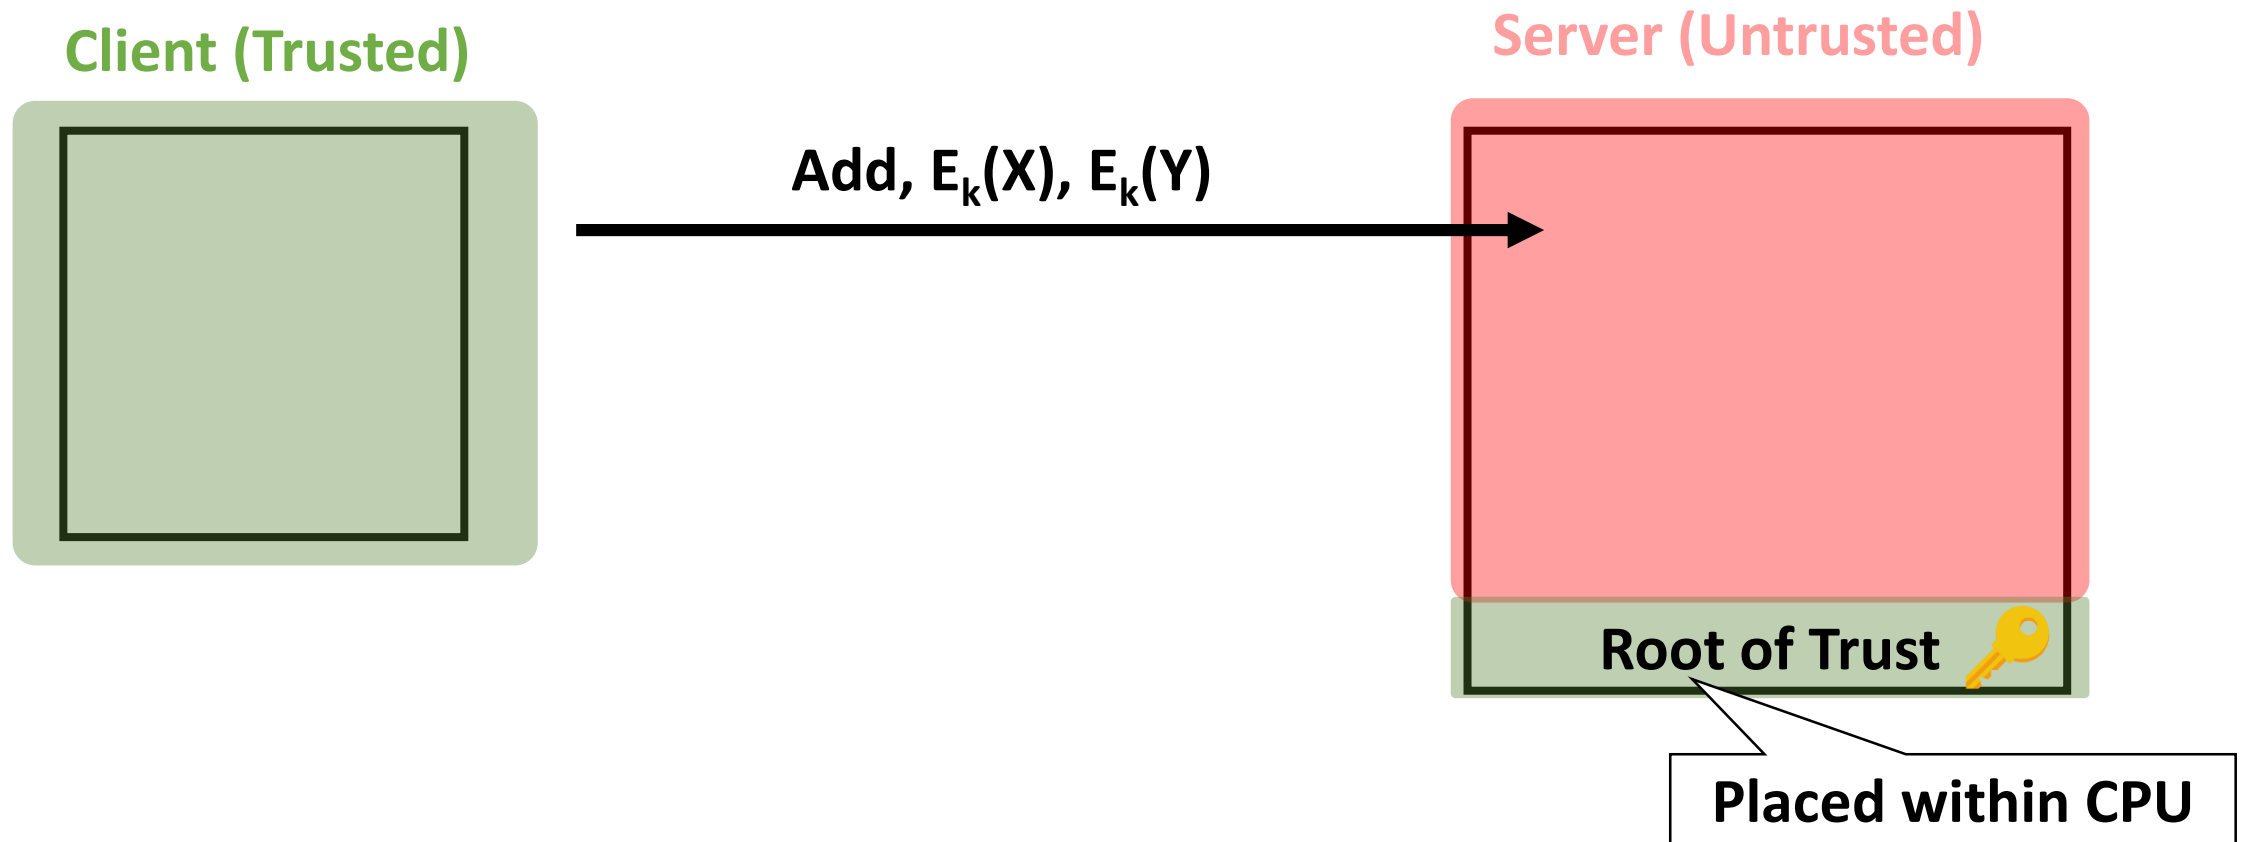 Client (Trusted)
Server (Untrusted)
Add, Ek(X), Ek(Y)
Root of Trust
Placed within CPU